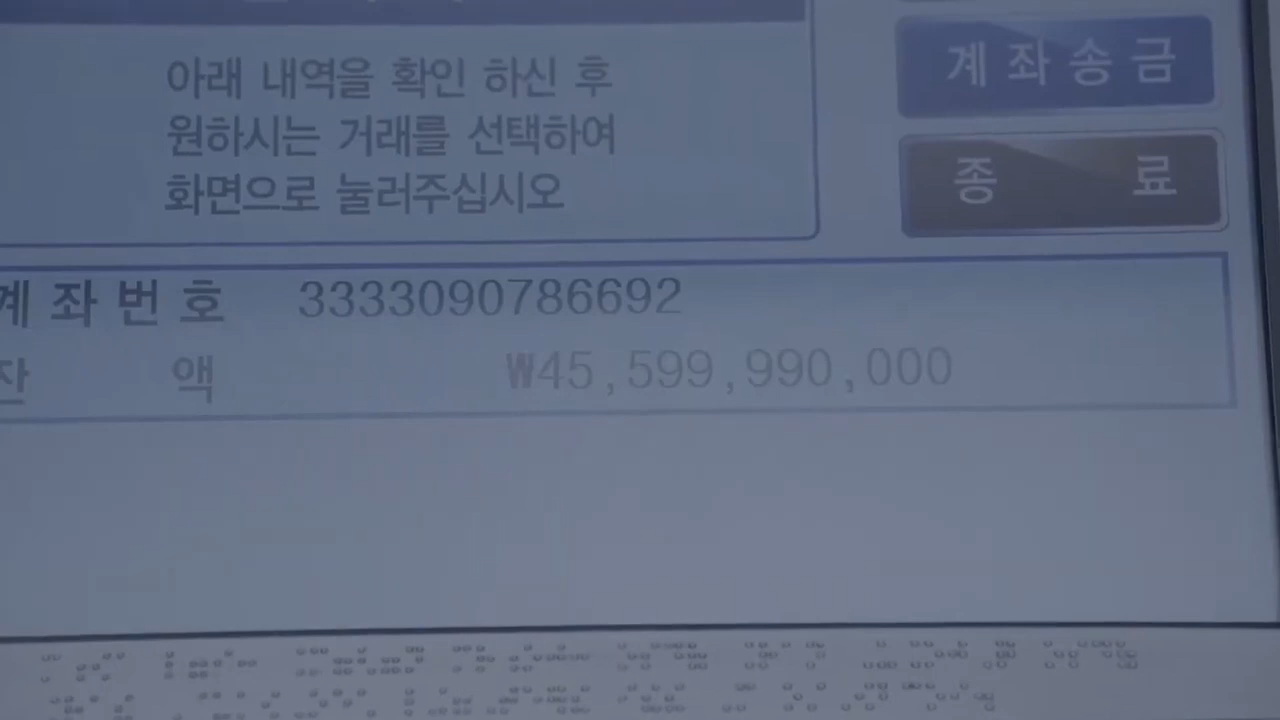 계좌송금
아래 내역을 확인 하신 후
원하시는 거래를 선택하여
화면으로 눌러주십시오
종 료
계좌번호 3333090786692
잔 액 ₩45,599,990,000